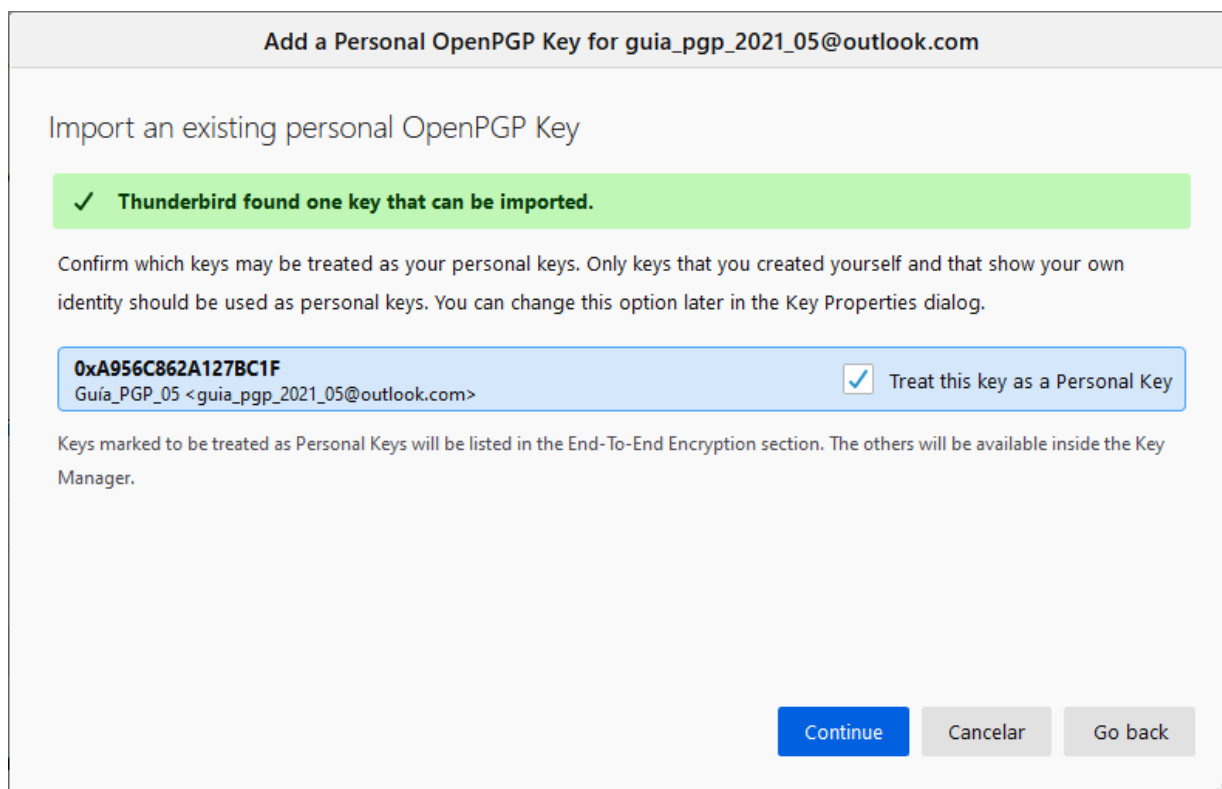 Add a Personal OpenPGP Key for guia_pgp_2021_05@outlook.com
Import an existing personal OpenPGP Key
Thunderbird found one key that can be imported.
Confirm which keys may be treated as your personal keys. Only keys that you created yourself and that show your own
identity should be used as personal keys. You can change this option later in the Key Properties dialog.
0xA956C862A127BC1F
Guía_PGP_05 <guia_pgp_2021_05@outlook.com>
Treat this key as a Personal Key
Keys marked to be treated as Personal Keys will be listed in the End-To-End Encryption section. The others will be available inside the Key
Manager.
Continue
Cancelar
Go back